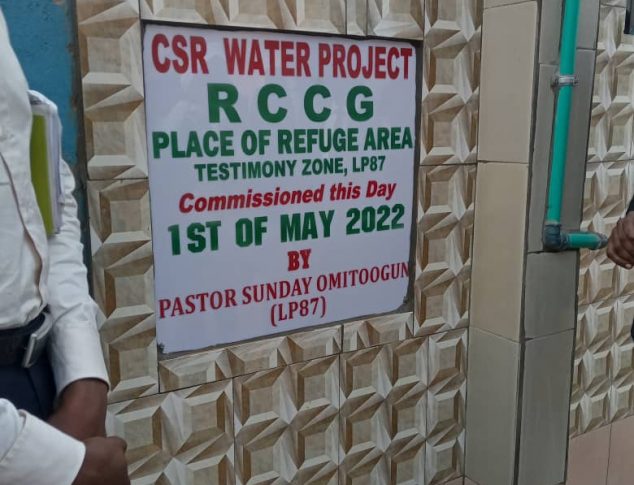 CSR WATER PROJECT
R C C G
PLACE OF REFUGE AREA
TESTIMONY ZONE, LP87
Commissioned this Day
1ST OF MAY 2022
BY
PASTOR SUNDAY OMITOOGUN
(LP87)